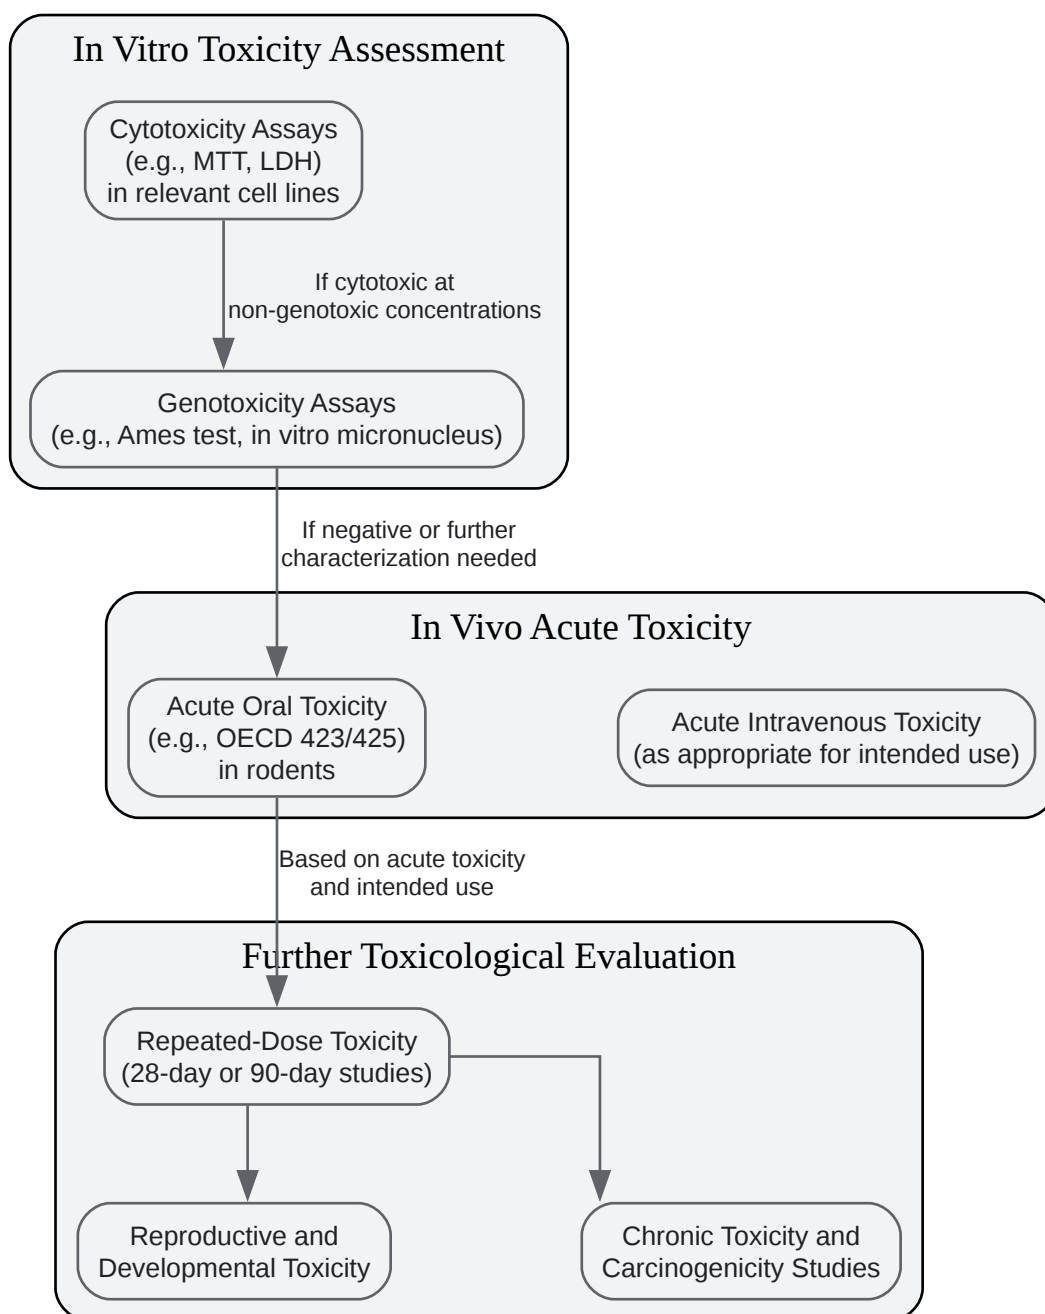 In Vitro Toxicity Assessment
Cytotoxicity Assays
(e.g., MTT, LDH)
in relevant cell lines
If cytotoxic at
non-genotoxic concentrations
Genotoxicity Assays
(e.g., Ames test, in vitro micronucleus)
If negative or further
characterization needed
In Vivo Acute Toxicity
Acute Oral Toxicity
(e.g., OECD 423/425)
in rodents
Acute Intravenous Toxicity
(as appropriate for intended use)
Based on acute toxicity
and intended use
Further Toxicological Evaluation
Repeated-Dose Toxicity
(28-day or 90-day studies)
Reproductive and
Developmental Toxicity
Chronic Toxicity and
Carcinogenicity Studies